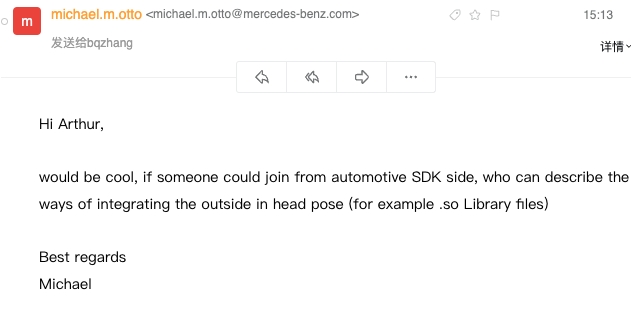 m
michael.m.otto <michael.m.otto@mercedes-benz.com>
15:13
发送给bqzhang
详情
Hi Arthur,
would be cool, if someone could join from automotive SDK side, who can describe the
ways of integrating the outside in head pose (for example .so Library files)
Best regards
Michael